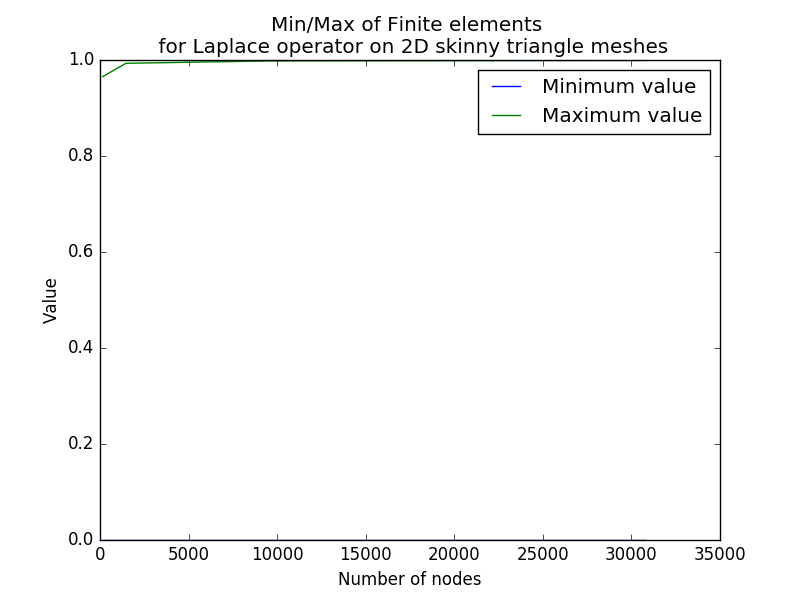 Min/Max of Finite elements
for Laplace operator on 2D skinny triangle meshes
1.0
Minimum value
Maximum value
0.8
0.6
Value
0.4
0.2
0.0
0 5000 10000 15000 20000 25000 30000 35000
Number of nodes